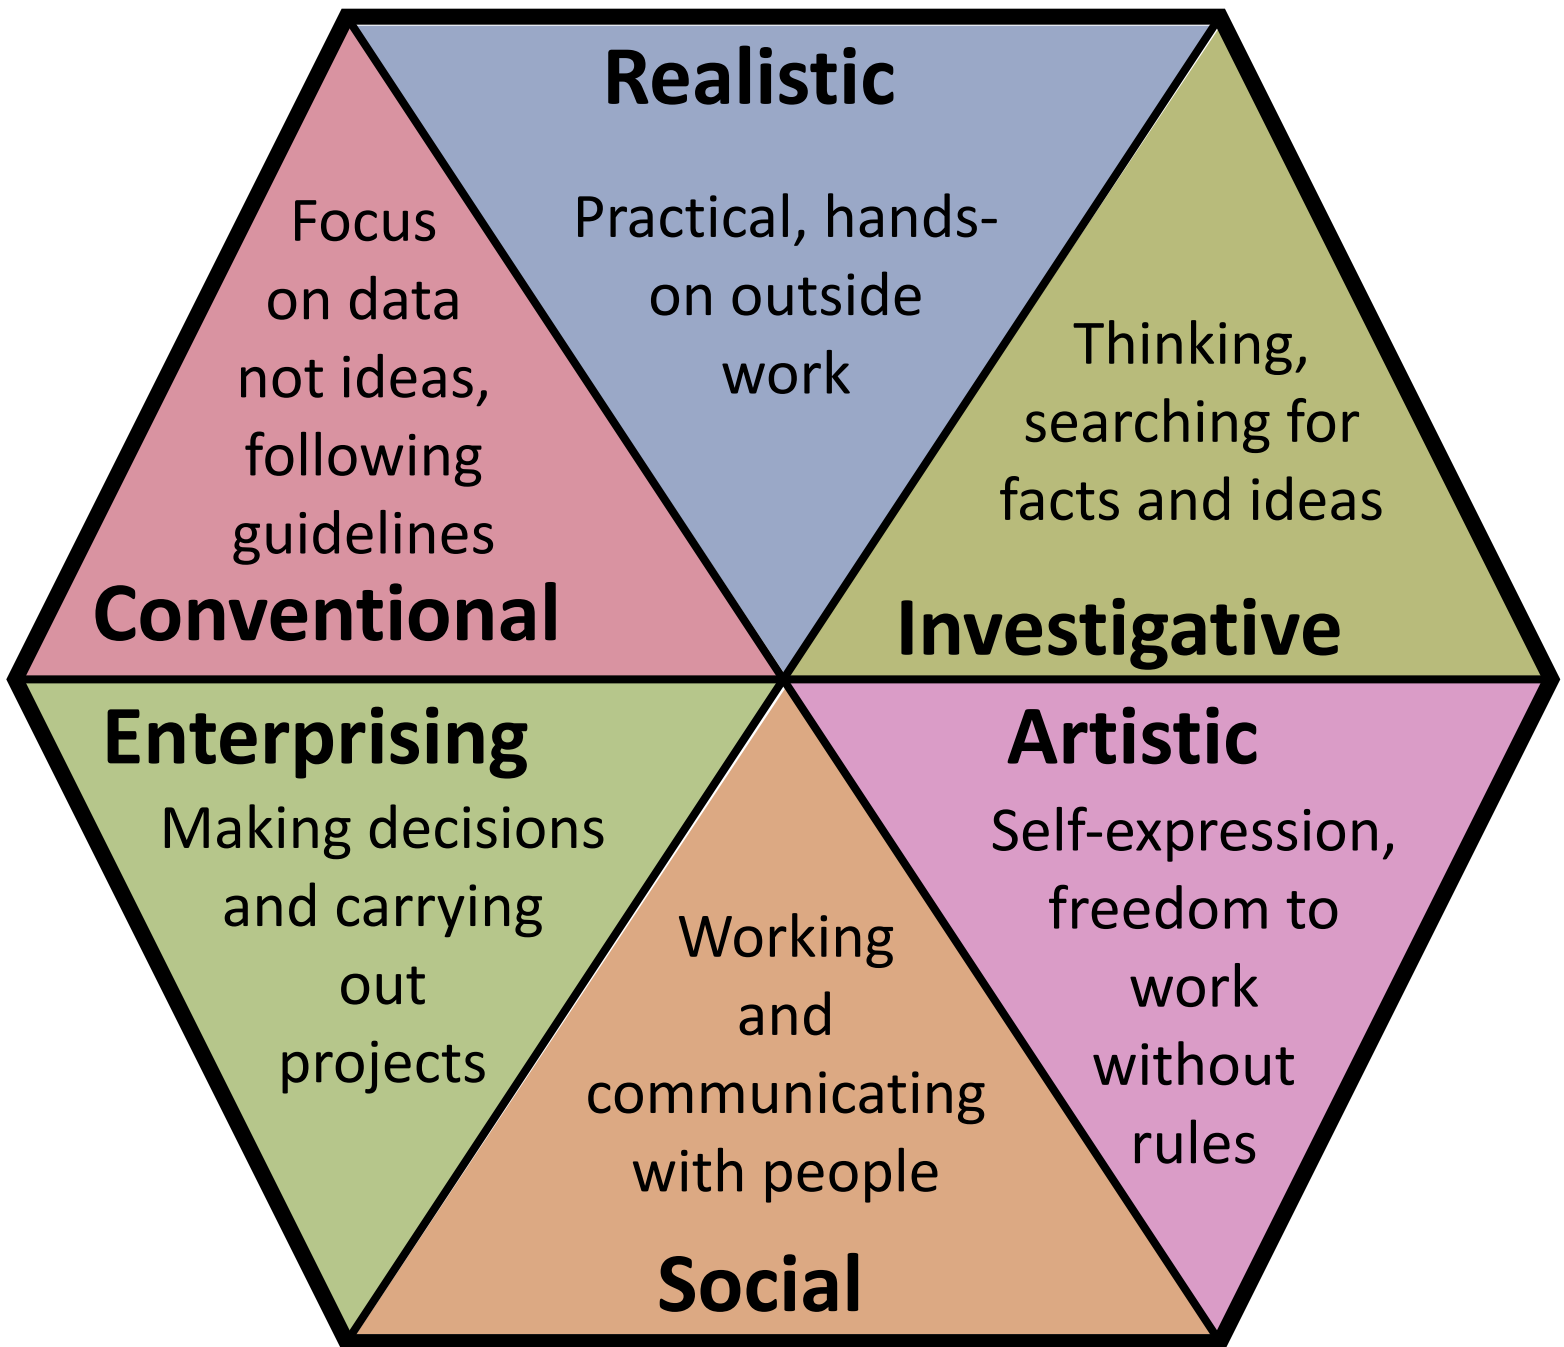 Realistic
Practical, hands-
on outside
work
Thinking,
searching for
facts and ideas
Investigative
Artistic
Self-expression,
freedom to
work
without
rules
Working
and
communicating
with people
Social
Enterprising
Making decisions
and carrying
out
projects
Focus
on data
not ideas,
following
guidelines
Conventional